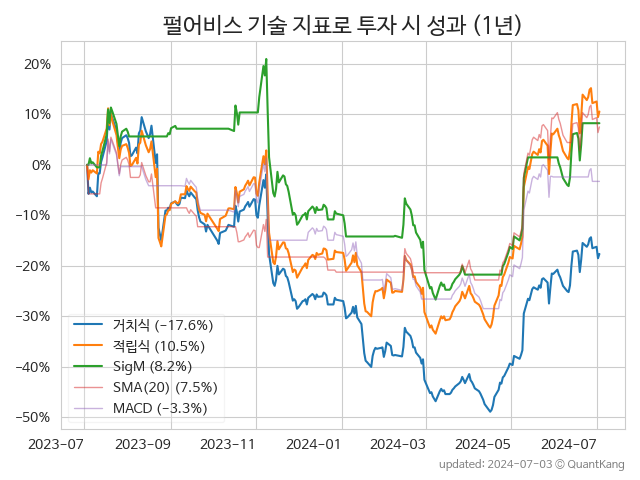 펄어비스 기술 지표로 투자 시 성과 (1년)
20%
10%
0%
−10%
−20%
−30%
−40%
−50%
거치식 (−17.6%)
적립식 (10.5%)
SigM (8.2%)
SMA(20) (7.5%)
MACD (−3.3%)
2023-07
2023-09
2023-11
2024-01
2024-03
2024-05
2024-07
updated: 2024-07-03 © QuantKang